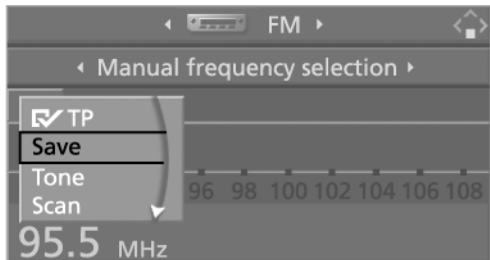 FM
Manual frequency selection
TP
Save
Tone
Scan
96 98 100 102 104 106 108
95.5 MHz